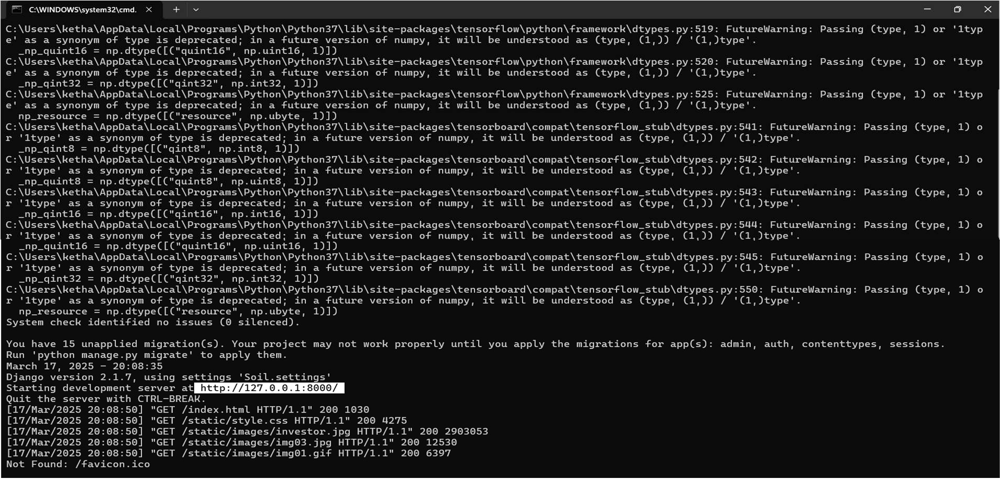 C:\WINDOWS\system32\cmd.
C:\Users\ketha\AppData\Local\Programs\Python\Python37\lib\site-packages\tensorflow\python\framework\dtypes.py:519: FutureWarning: Passing (type, 1) or '1typ
e' as a synonym of type is deprecated; in a future version of numpy, it will be understood as (type, (1,)) / '(1,)type'.
  _np_quint16 = np.dtype([("quint16", np.uint16, 1)])
C:\Users\ketha\AppData\Local\Programs\Python\Python37\lib\site-packages\tensorflow\python\framework\dtypes.py:520: FutureWarning: Passing (type, 1) or '1typ
e' as a synonym of type is deprecated; in a future version of numpy, it will be understood as (type, (1,)) / '(1,)type'.
  _np_qint32 = np.dtype([("qint32", np.int32, 1)])
C:\Users\ketha\AppData\Local\Programs\Python\Python37\lib\site-packages\tensorflow\python\framework\dtypes.py:525: FutureWarning: Passing (type, 1) or '1typ
e' as a synonym of type is deprecated; in a future version of numpy, it will be understood as (type, (1,)) / '(1,)type'.
  np_resource = np.dtype([("resource", np.ubyte, 1)])
C:\Users\ketha\AppData\Local\Programs\Python\Python37\lib\site-packages\tensorboard\compat\tensorflow_stub\dtypes.py:541: FutureWarning: Passing (type, 1) o
r '1type' as a synonym of type is deprecated; in a future version of numpy, it will be understood as (type, (1,)) / '(1,)type'.
  _np_qint8 = np.dtype([("qint8", np.int8, 1)])
C:\Users\ketha\AppData\Local\Programs\Python\Python37\lib\site-packages\tensorboard\compat\tensorflow_stub\dtypes.py:542: FutureWarning: Passing (type, 1) o
r '1type' as a synonym of type is deprecated; in a future version of numpy, it will be understood as (type, (1,)) / '(1,)type'.
  _np_quint8 = np.dtype([("quint8", np.uint8, 1)])
C:\Users\ketha\AppData\Local\Programs\Python\Python37\lib\site-packages\tensorboard\compat\tensorflow_stub\dtypes.py:543: FutureWarning: Passing (type, 1) o
r '1type' as a synonym of type is deprecated; in a future version of numpy, it will be understood as (type, (1,)) / '(1,)type'.
  _np_qint16 = np.dtype([("qint16", np.int16, 1)])
C:\Users\ketha\AppData\Local\Programs\Python\Python37\lib\site-packages\tensorboard\compat\tensorflow_stub\dtypes.py:544: FutureWarning: Passing (type, 1) o
r '1type' as a synonym of type is deprecated; in a future version of numpy, it will be understood as (type, (1,)) / '(1,)type'.
  _np_quint16 = np.dtype([("quint16", np.uint16, 1)])
C:\Users\ketha\AppData\Local\Programs\Python\Python37\lib\site-packages\tensorboard\compat\tensorflow_stub\dtypes.py:545: FutureWarning: Passing (type, 1) o
r '1type' as a synonym of type is deprecated; in a future version of numpy, it will be understood as (type, (1,)) / '(1,)type'.
  _np_qint32 = np.dtype([("qint32", np.int32, 1)])
C:\Users\ketha\AppData\Local\Programs\Python\Python37\lib\site-packages\tensorboard\compat\tensorflow_stub\dtypes.py:550: FutureWarning: Passing (type, 1) o
r '1type' as a synonym of type is deprecated; in a future version of numpy, it will be understood as (type, (1,)) / '(1,)type'.
  np_resource = np.dtype([("resource", np.ubyte, 1)])
System check identified no issues (0 silenced).
You have 15 unapplied migration(s). Your project may not work properly until you apply the migrations for app(s): admin, auth, contenttypes, sessions.
Run 'python manage.py migrate' to apply them.
March 17, 2025 - 20:08:35
Django version 2.1.7, using settings 'Soil.settings'
Starting development server at http://127.0.0.1:8000/
Quit the server with CTRL-BREAK.
[17/Mar/2025 20:08:50] "GET /index.html HTTP/1.1" 200 1030
[17/Mar/2025 20:08:50] "GET /static/style.css HTTP/1.1" 200 4275
[17/Mar/2025 20:08:50] "GET /static/images/investor.jpg HTTP/1.1" 200 2903053
[17/Mar/2025 20:08:50] "GET /static/images/img03.jpg HTTP/1.1" 200 12530
[17/Mar/2025 20:08:50] "GET /static/images/img01.gif HTTP/1.1" 200 6397
Not Found: /favicon.ico